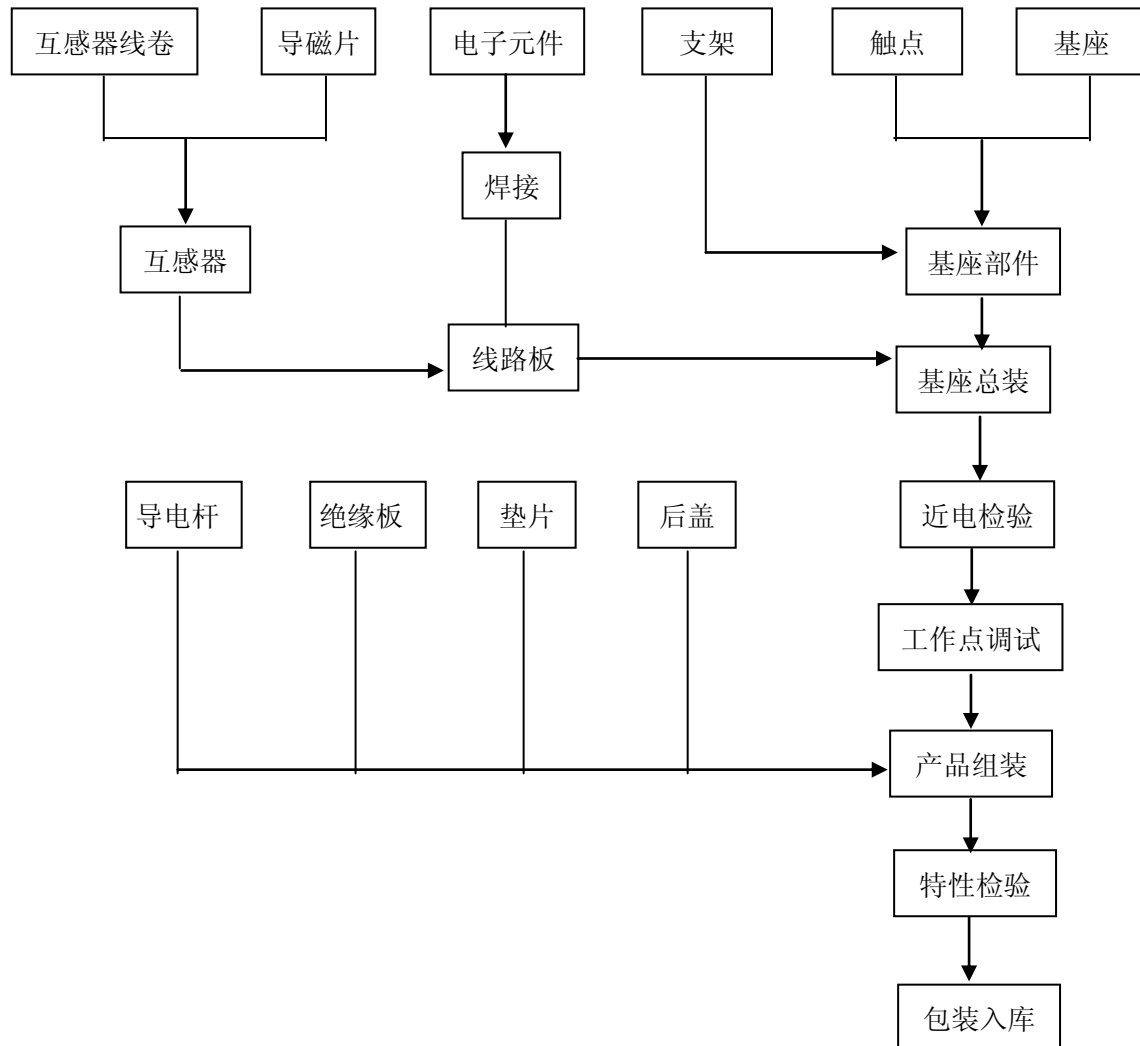 互感器线卷
导磁片
电子元件
支架
触点
基座
焊接
互感器
基座部件
线路板
基座总装
导电杆
绝缘板
垫片
后盖
近电检验
工作点调试
产品组装
特性检验
包装入库